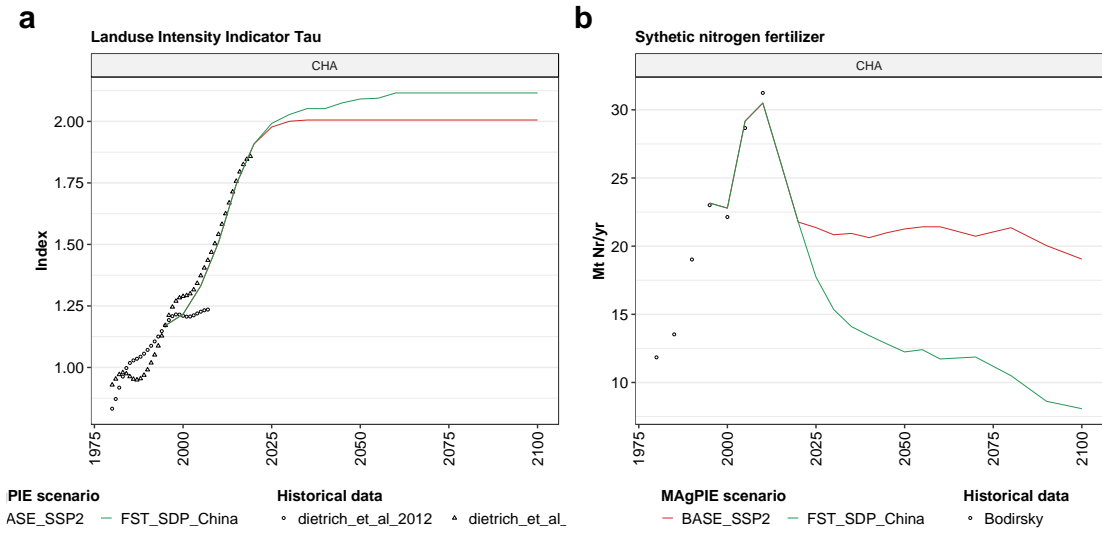 a
Landuse Intensity Indicator Tau
CHA
Index
2.00
1.75
1.50
1.25
1.00
1975
2000
2025
2050
2075
2100
PIE scenario
ASE_SSP2
FST_SDP_China
Historical data
dietrich_et_al_2012
dietrich_et_al_
b
Sythetic nitrogen fertilizer
CHA
Mt Nr/yr
30
25
20
15
10
1975
2000
2025
2050
2075
2100
MAgPIE scenario
BASE_SSP2
FST_SDP_China
Historical data
Bodirsky